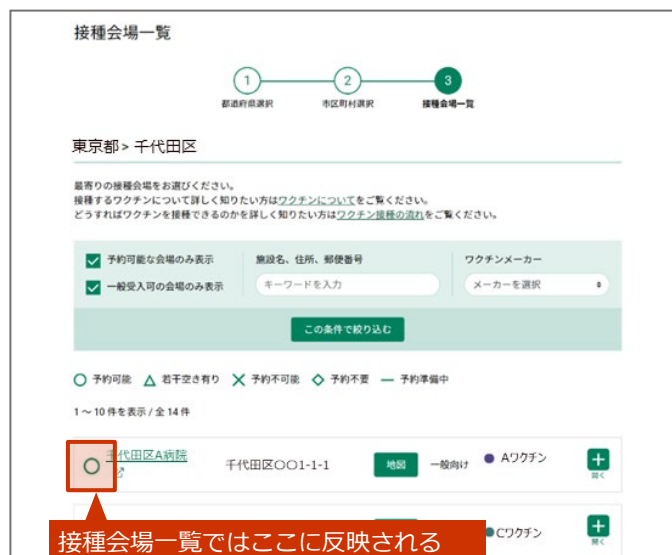 接種会場一覧
1 2 3
都道府県選択 市区町村選択 接種会場一覧
東京都 > 千代田区
最寄りの接種会場をお選びください。
接種するワクチンについて詳しく知りたい方はワクチンについてをご覧ください。
どうすればワクチンを接種できるのかを詳しく知りたい方はワクチン接種の流れをご覧ください。
予約可能な会場のみ表示 施設名、住所、郵便番号 ワクチンメーカー
一般受入可の会場のみ表示 キーワードを入力 メーカーを選択
この条件で絞り込む
予約可能 若干空き有り 予約不可能 予約不要 予約準備中
1 ~ 10 件を表示 / 全 14 件
千代田区A病院 千代田区〇〇1-1-1 地図 一般向け Aワクチン 開く
Cワクチン 開く
接種会場一覧ではここに反映される